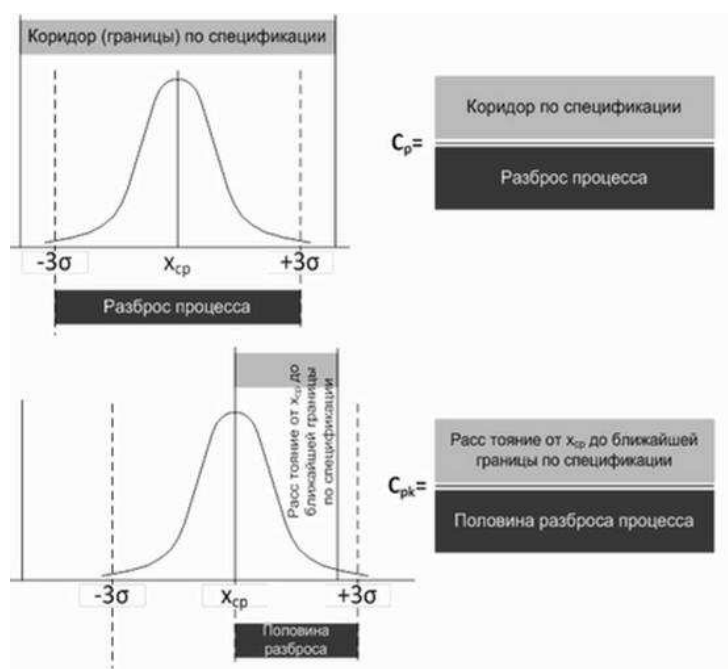 Коридор (границы) по спецификации
-3σ
xср
+3σ
Разброс процесса
Cp=
Коридор по спецификации
Разброс процесса
Расс тояние от xср до
ближайшей границы
по спецификации
-3σ
xср
+3σ
Половина
разброса
Cpk=
Расс тояние от xср до ближайшей
границы по спецификации
Половина разброса процесса